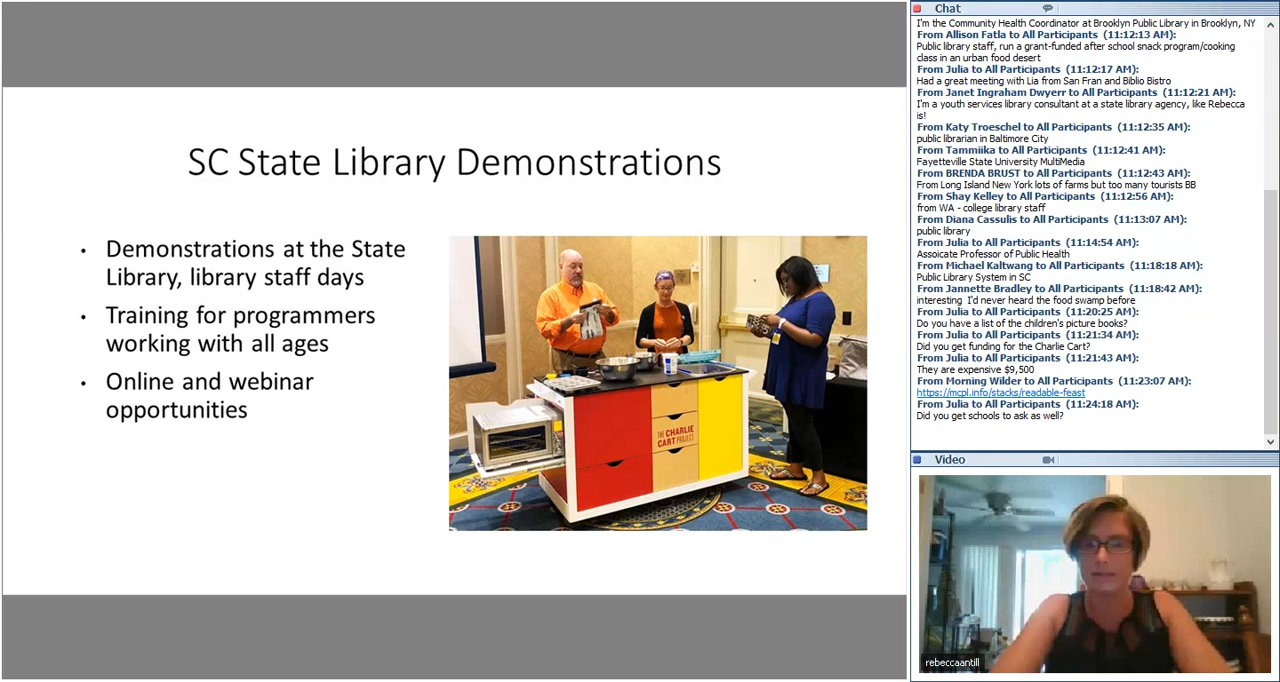 SC State Library Demonstrations
• Demonstrations at the State
Library, library staff days
• Training for programmers
working with all ages
• Online and webinar
opportunities
THE
CHARLIE
CART
PROJECT
Chat
I'm the Community Health Coordinator at Brooklyn Public Library in Brooklyn, NY
From Allison Fatla to All Participants (11:12:13 AM):
Public library staff, run a grant-funded after school snack program/cooking
class in an urban food desert
From Julia to All Participants (11:12:17 AM):
Had a great meeting with Lia from San Fran and Biblio Bistro
From Janet Ingraham Dwyerr to All Participants (11:12:21 AM):
I'm a youth services library consultant at a state library agency, like Rebecca
is!
From Katy Troeschel to All Participants (11:12:35 AM):
public librarian in Baltimore City
From Tammiika to All Participants (11:12:41 AM):
Fayetteville State University MultiMedia
From BRENDA BRUST to All Participants (11:12:43 AM):
From Long Island New York lots of farms but too many tourists BB
From Shay Kelley to All Participants (11:12:56 AM):
from WA - college library staff
From Diana Cassulis to All Participants (11:13:07 AM):
public library
From Julia to All Participants (11:14:54 AM):
Assoicate Professor of Public Health
From Michael Kaltwang to All Participants (11:18:18 AM):
Public Library System in SC
From Jannette Bradley to All Participants (11:18:42 AM):
interesting I'd never heard the food swamp before
From Julia to All Participants (11:20:25 AM):
Do you have a list of the children's picture books?
From Julia to All Participants (11:21:34 AM):
Did you get funding for the Charlie Cart?
From Julia to All Participants (11:21:43 AM):
They are expensive $9,500
From Morning Wilder to All Participants (11:23:07 AM):
https://mcpl.info/stacks/readable-feast
From Julia to All Participants (11:24:18 AM):
Did you get schools to ask as well?
Video
rebeccaantill